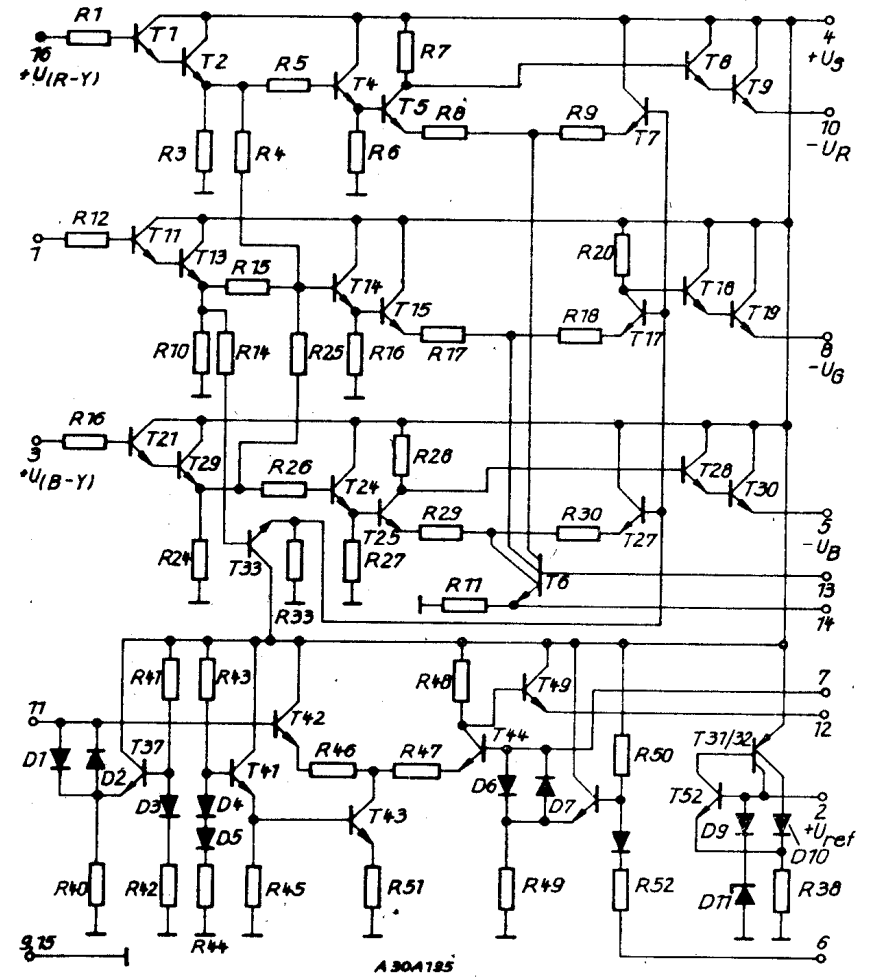 R1
T1
16
+U(R-Y)
T2
R5
T4
R7
T5
R8
R9
T7
T8
T9
4
+US
10
-UR
R3
R4
R6
R12
1
T11
T13
R15
T14
T15
R17
R20
R18
T17
T18
T19
8
-UG
R10
R14
R25
R16
R16
3
+U(B-Y)
T21
T29
R26
T24
R28
T25
R29
R30
T27
T28
T30
5
-UB
R24
T33
R33
R27
R11
T6
13
14
11
D1
D2
T37
R41
R43
D3
D4
D5
T41
T42
R46
R47
T43
R48
T44
T49
D6
D7
R50
7
12
T31/32
T52
D9
D10
2
+Uref
R40
R42
R44
R45
R51
R49
R52
D11
R38
9,15
A30A185
6